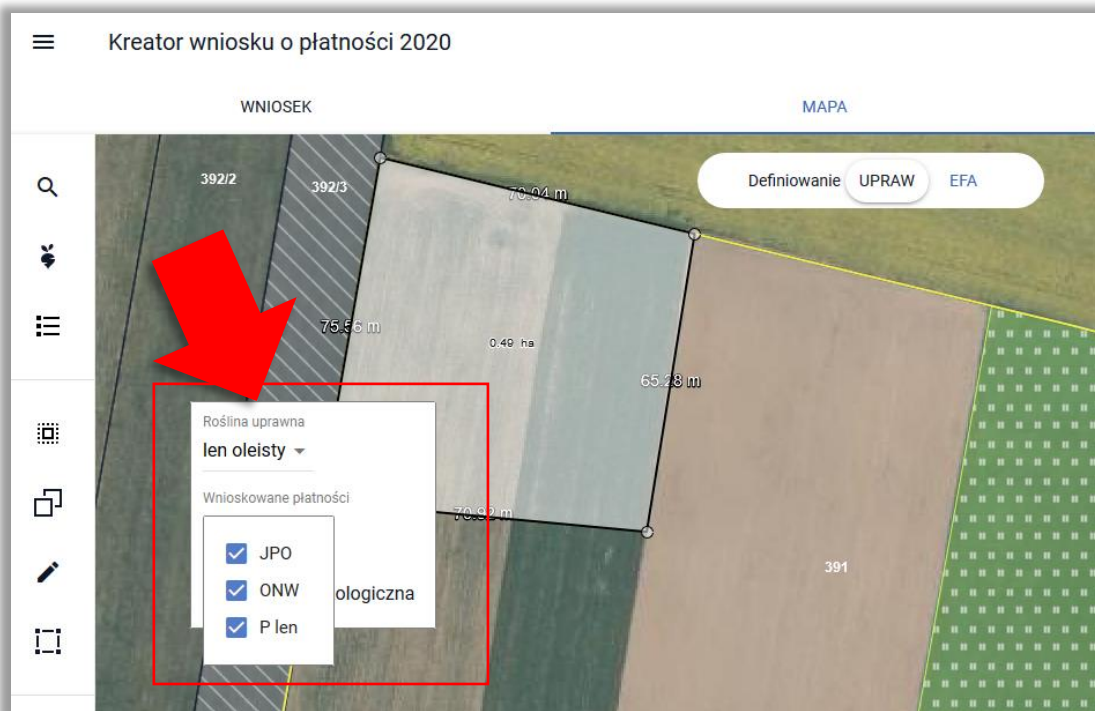 Kreator wniosku o płatności 2020
WNIOSEK
MAPA
Definiowanie UPRAW EFA
392/2
392/3
70.04 m
75.56 m
0.49 ha
65.28 m
Roślina uprawna
len oleisty
Wnioskowane płatności
70.92 m
JPO
ONW
ologiczna
P len
391